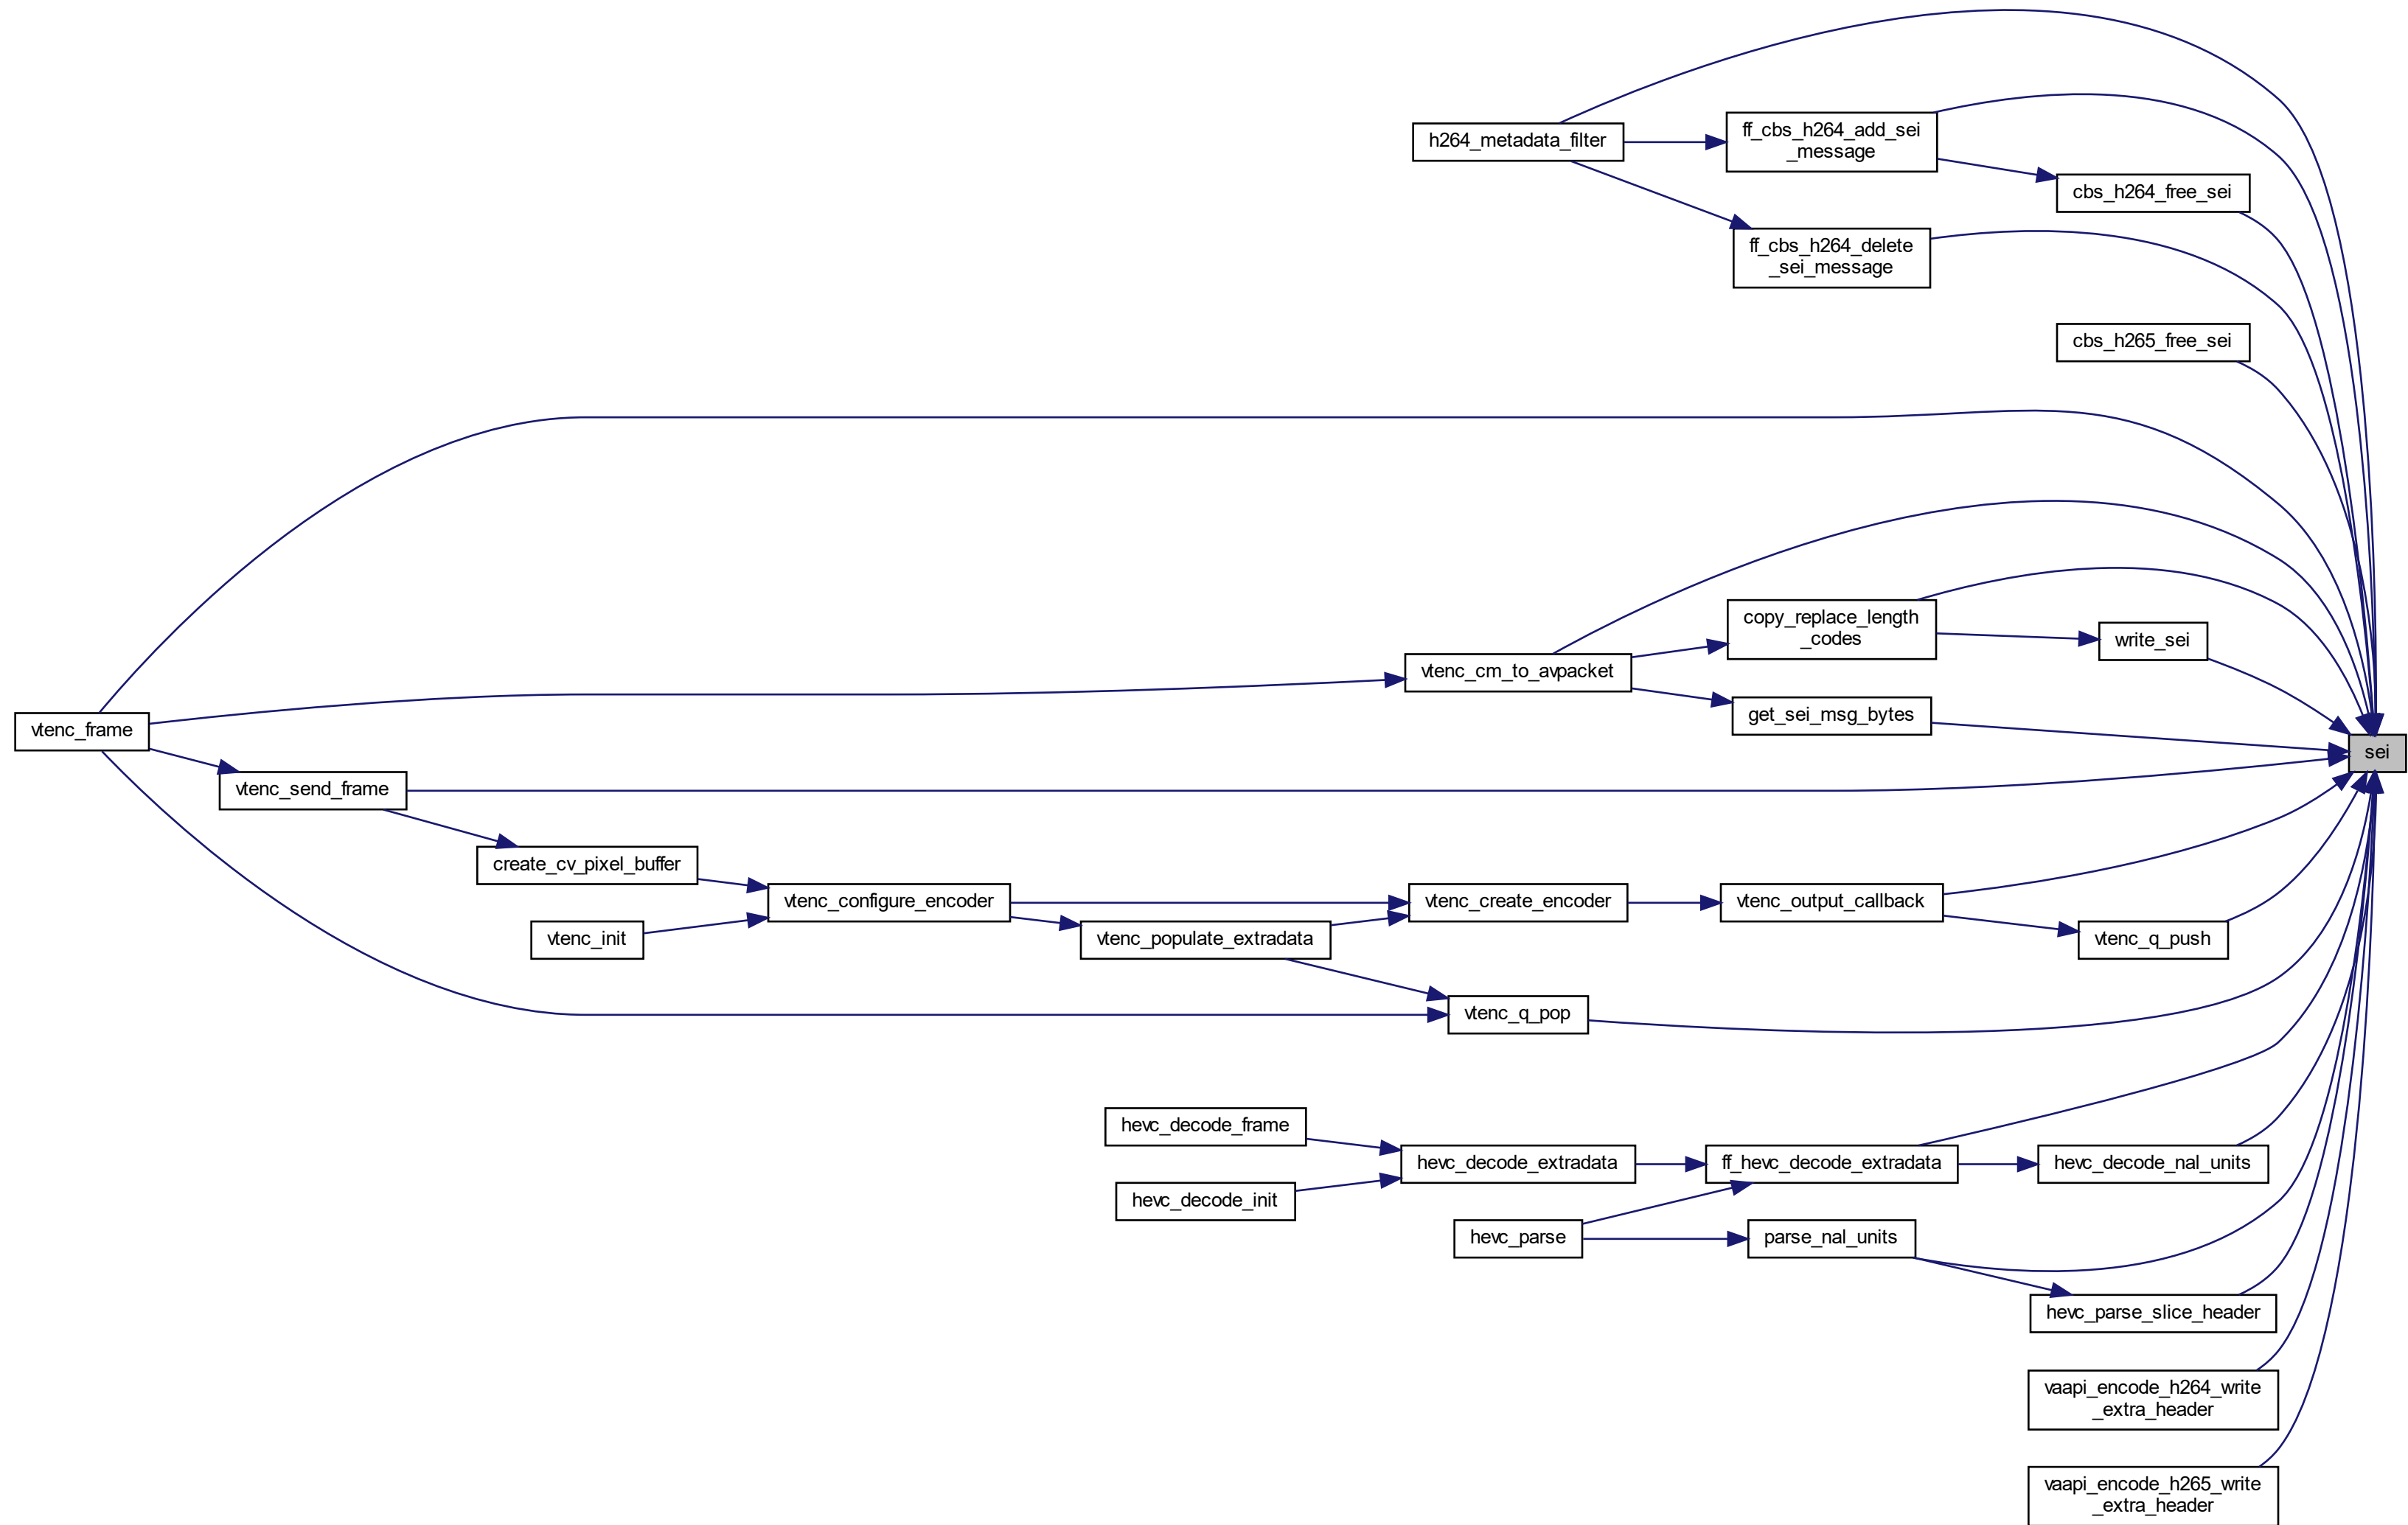 h264_metadata_filter
ff_cbs_h264_add_sei
_message
cbs_h264_free_sei
ff_cbs_h264_delete
_sei_message
cbs_h265_free_sei
copy_replace_length
_codes
write_sei
vtenc_cm_to_avpacket
get_sei_msg_bytes
vtenc_frame
sei
vtenc_send_frame
create_cv_pixel_buffer
vtenc_configure_encoder
vtenc_create_encoder
vtenc_output_callback
vtenc_init
vtenc_populate_extradata
vtenc_q_push
vtenc_q_pop
hevc_decode_frame
hevc_decode_extradata
ff_hevc_decode_extradata
hevc_decode_nal_units
hevc_decode_init
hevc_parse
parse_nal_units
hevc_parse_slice_header
vaapi_encode_h264_write
_extra_header
vaapi_encode_h265_write
_extra_header